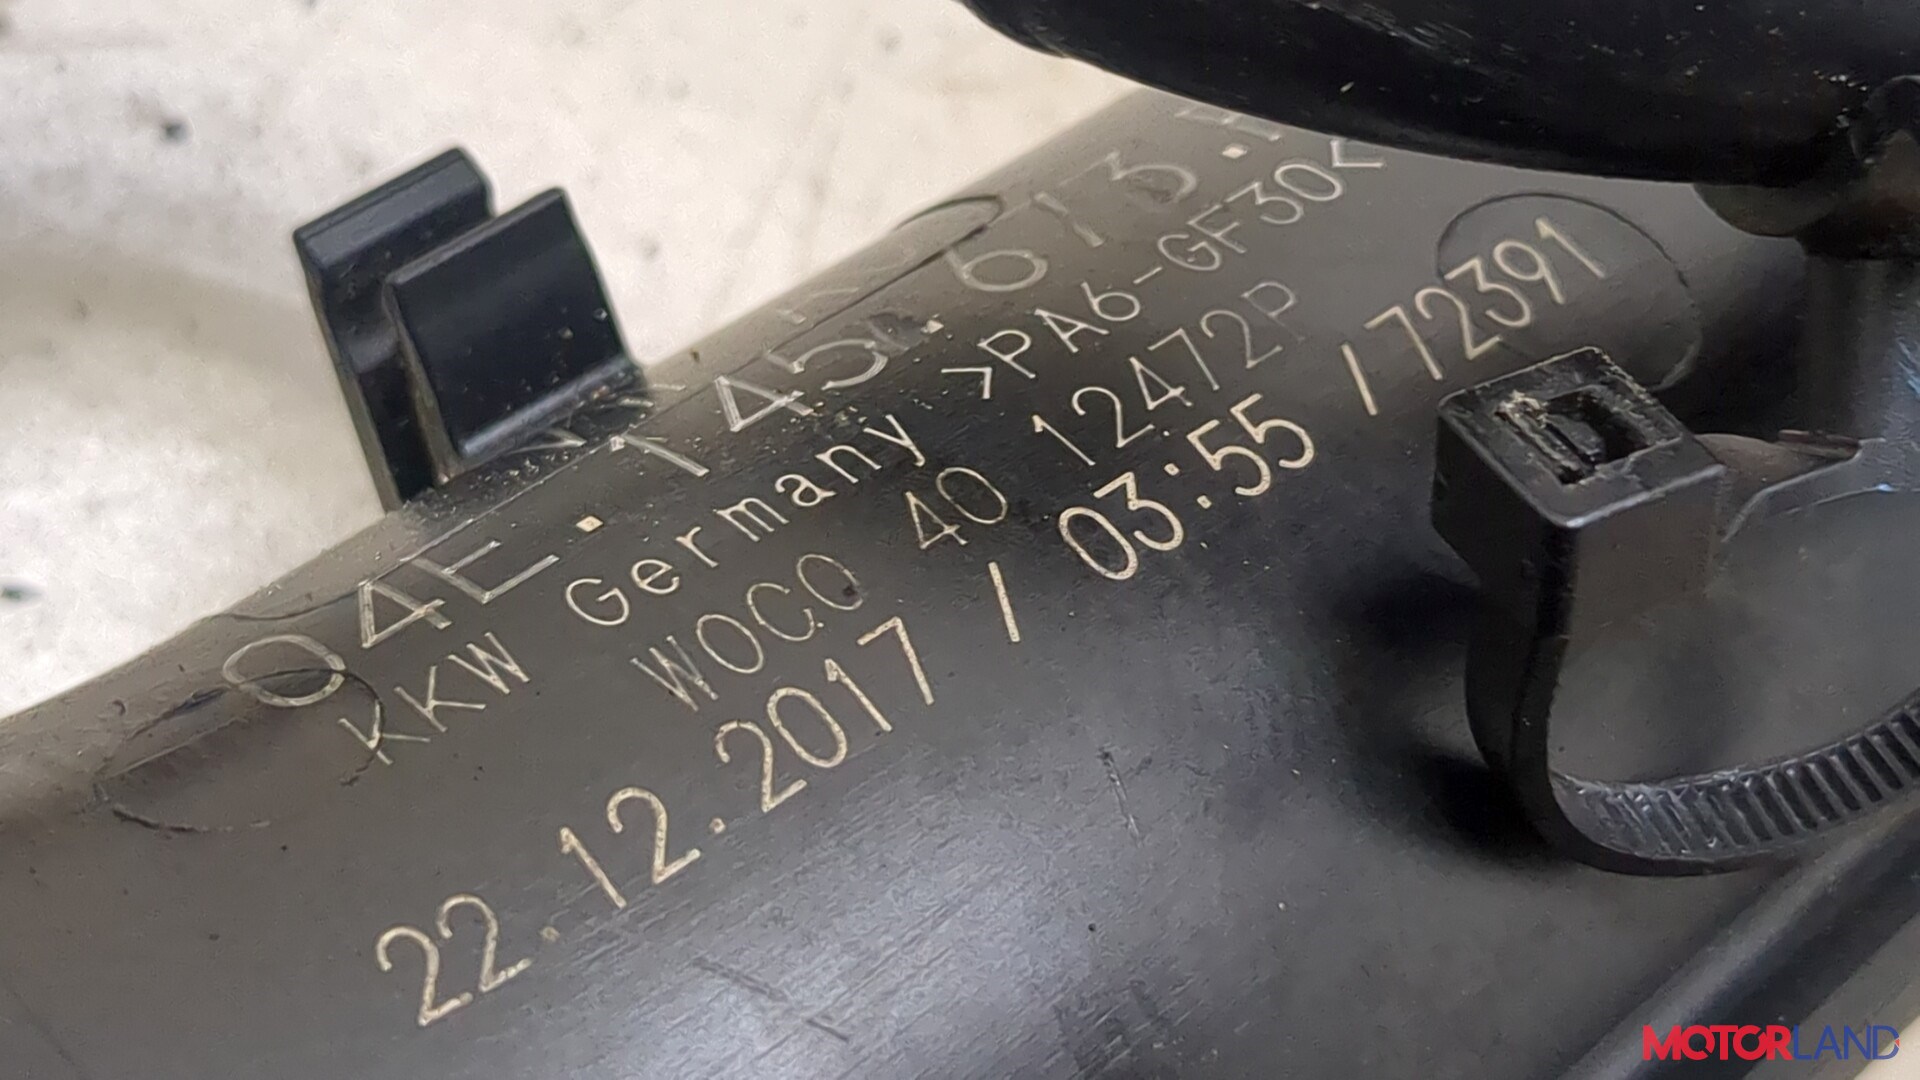 04E.145.673.
KKW Germany >PA6-GF30<
WOCO 40 12472P
22.12.2017 / 03:55 / 72391
MOTORLAND